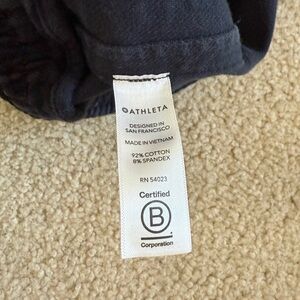 ATHLETA
DESIGNED IN
SAN FRANCISCO
MADE IN VIETNAM
92% COTTON
8% SPANDEX
RN 54023
Certified
B
Corporation